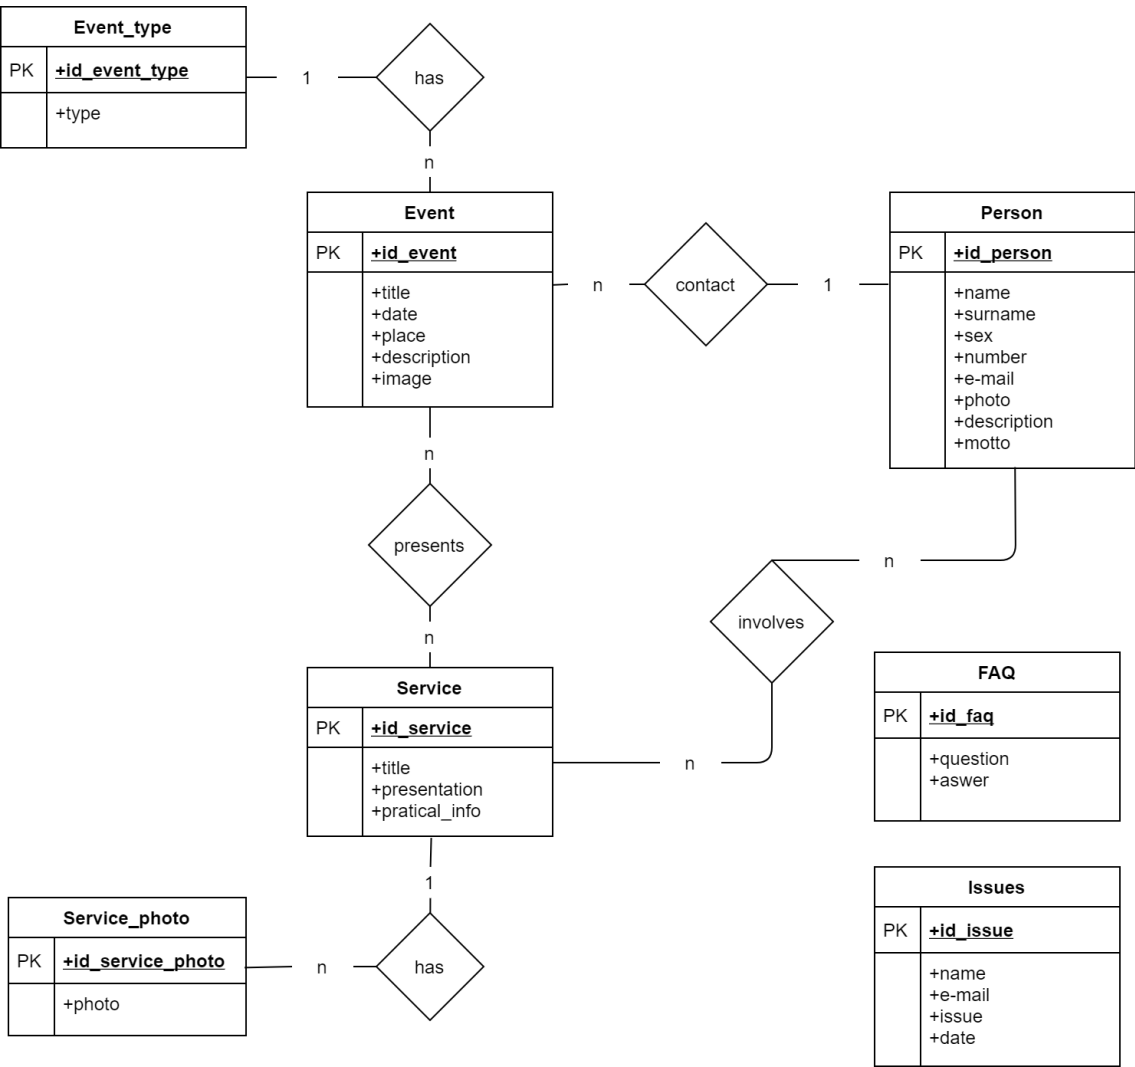 Event_type
PK
+id_event_type
+type
1
has
n
Event
PK
+id_event
+title
+date
+place
+description
+image
n
contact
1
Person
PK
+id_person
+name
+surname
+sex
+number
+e-mail
+photo
+description
+motto
n
presents
n
n
involves
n
Service
PK
+id_service
+title
+presentation
+pratical_info
1
has
n
Service_photo
PK
+id_service_photo
+photo
FAQ
PK
+id_faq
+question
+aswer
Issues
PK
+id_issue
+name
+e-mail
+issue
+date